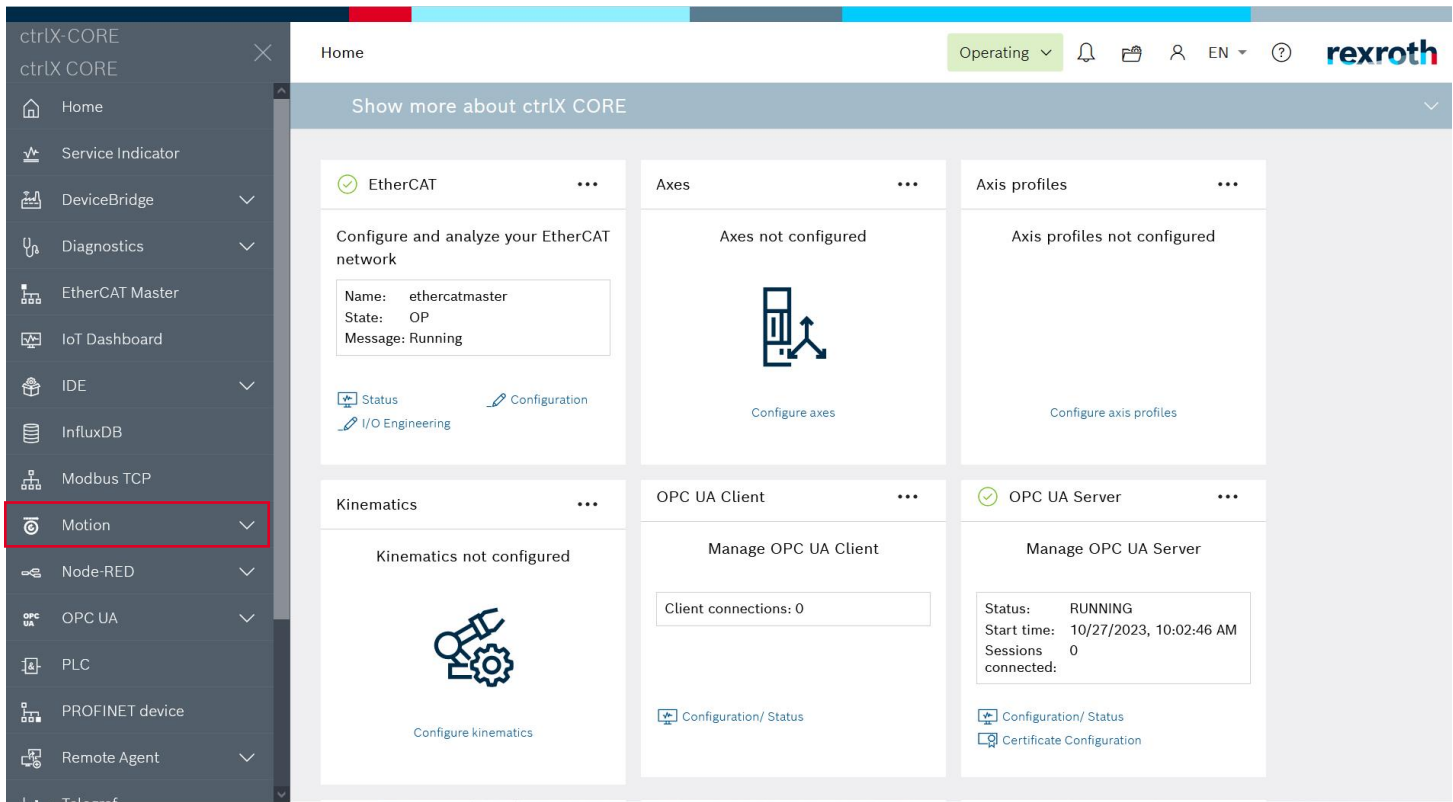 ctrlX-CORE
ctrlX CORE
Home
Service Indicator
DeviceBridge
Diagnostics
EtherCAT Master
IoT Dashboard
IDE
InfluxDB
Modbus TCP
Motion
Node-RED
OPC UA
OPC UA
PLC
PROFINET device
Remote Agent
Telegraf
Home
Operating
EN
rexroth
Show more about ctrlX CORE
EtherCAT
Configure and analyze your EtherCAT
network
Name: ethercatmaster
State: OP
Message: Running
Status
Configuration
I/O Engineering
Axes
Axes not configured
Configure axes
Axis profiles
Axis profiles not configured
Configure axis profiles
Kinematics
Kinematics not configured
Configure kinematics
OPC UA Client
Manage OPC UA Client
Client connections: 0
Configuration/ Status
OPC UA Server
Manage OPC UA Server
Status: RUNNING
Start time: 10/27/2023, 10:02:46 AM
Sessions 0
connected:
Configuration/ Status
Certificate Configuration